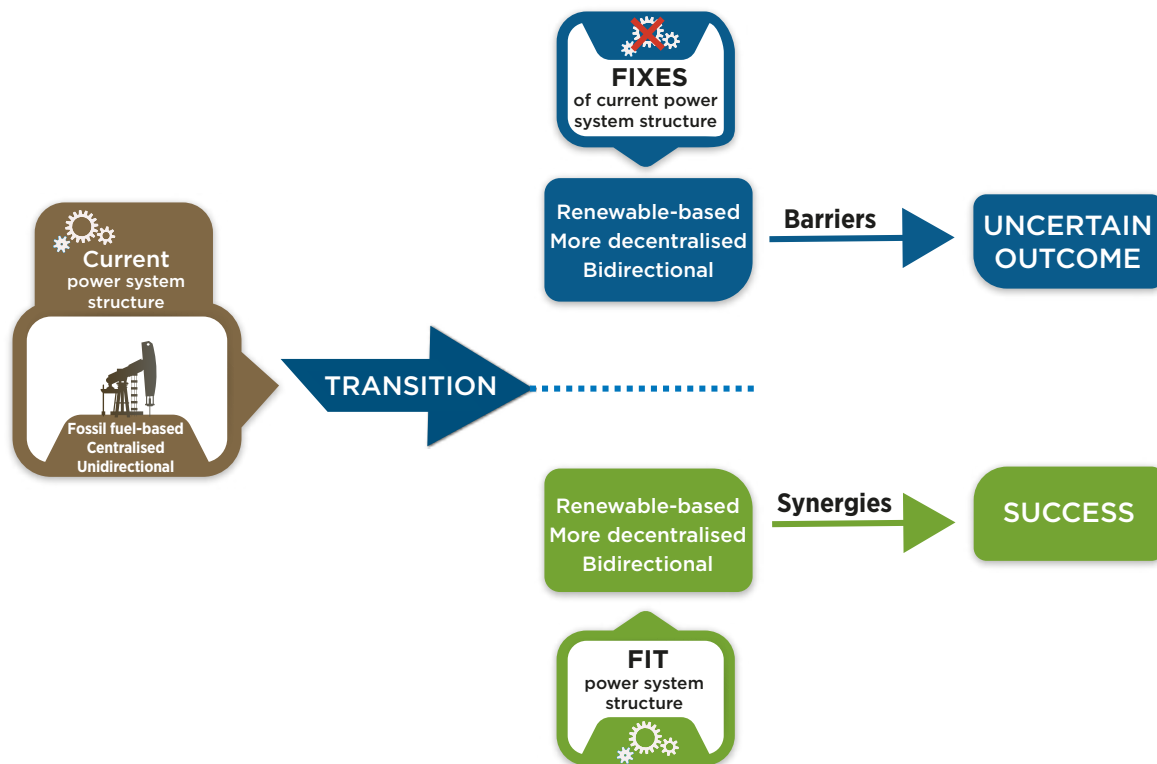 FIXES
of current power
system structure
Renewable-based
More decentralised
Bidirectional
Barriers
UNCERTAIN
OUTCOME
Current
power system
structure
Fossil fuel-based
Centralised
Unidirectional
TRANSITION
Renewable-based
More decentralised
Bidirectional
Synergies
SUCCESS
FIT
power system
structure